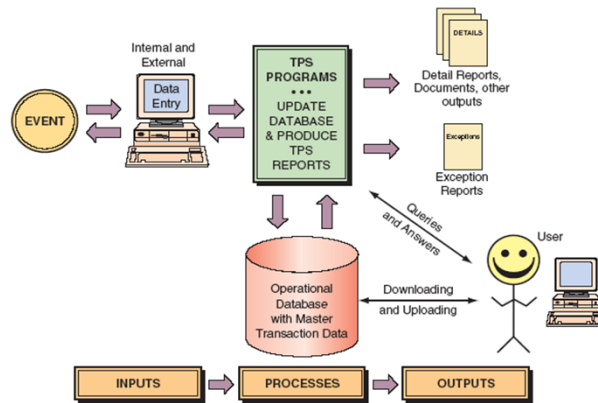 Internal and
External
EVENT
Data
Entry
TPS
PROGRAMS
•••
UPDATE
DATABASE
& PRODUCE
TPS
REPORTS
DETAILS
Detail Reports,
Documents, other
outputs
Exceptions
Exception
Reports
Queries
and Answers
User
Operational
Database
with Master
Transaction Data
Downloading
and Uploading
INPUTS
PROCESSES
OUTPUTS